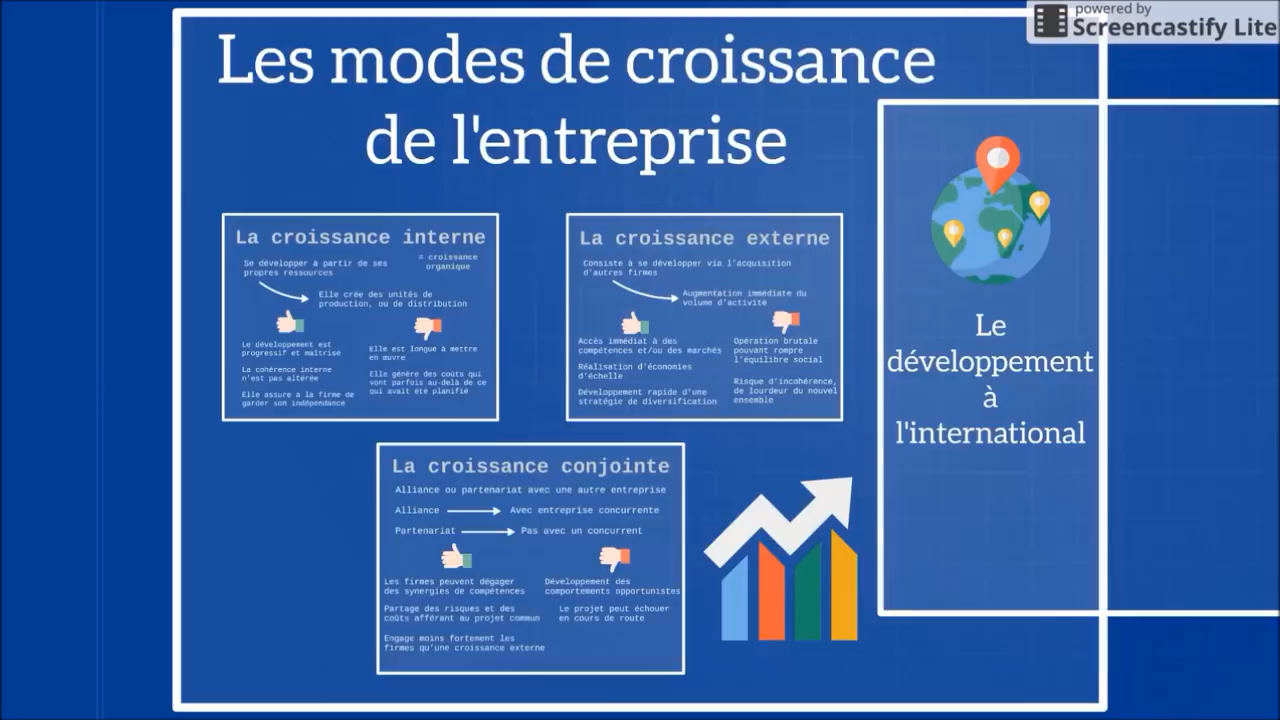 powered by
Screencastify Lite
Les modes de croissance
de l'entreprise
La croissance interne
Se développer à partir de ses
propres ressources
= croissance
organique
Elle crée des unités de
production, ou de distribution
Le développement est
progressif et maîtrisé
La cohérence interne
n'est pas altérée
Elle assure a la firme de
garder son indépendance
Elle est longue à mettre
en œuvre
Elle génère des coûts qui
vont parfois au-delà de ce
qui avait été planifié
La croissance externe
Consiste à se développer via l'acquisition
d'autres firmes
Augmentation immédiate du
volume d'activité
Accès immédiat à des
compétences et/ou des marchés
Réalisation d'économies
d'échelle
Développement rapide d'une
stratégie de diversification
Opération brutale
pouvant rompre
l'équilibre social
Risque d'incohérence,
de lourdeur du nouvel
ensemble
La croissance conjointe
Alliance ou partenariat avec une autre entreprise
Alliance Avec entreprise concurrente
Partenariat Pas avec un concurrent
Les firmes peuvent dégager
des synergies de compétences
Partage des risques et des
coûts afférant au projet commun
Engage moins fortement les
firmes qu'une croissance externe
Développement des
comportements opportunistes
Le projet peut échouer
en cours de route
Le
développement
à
l'international